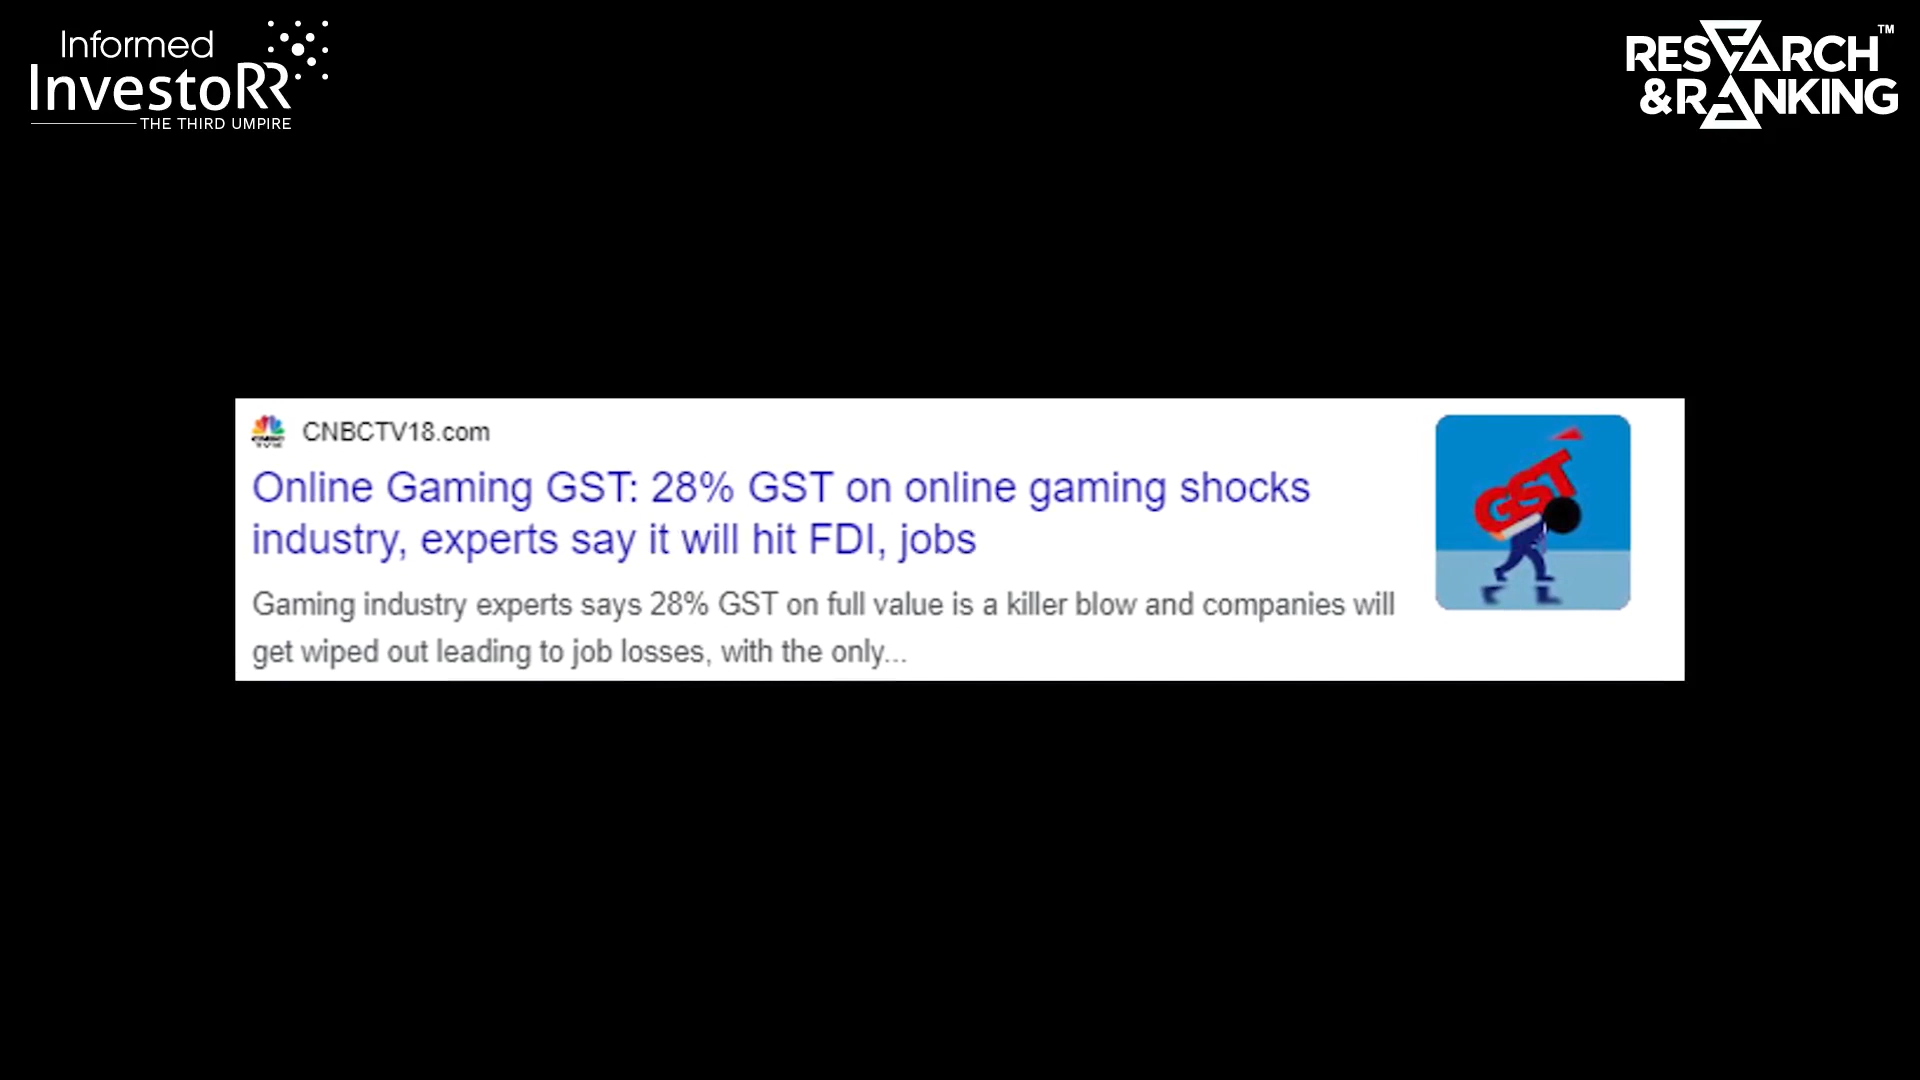 Informed
InvestoRR
THE THIRD UMPIRE
RESEARCH™
&RANKING
CNBCTV18.com
Online Gaming GST: 28% GST on online gaming shocks
industry, experts say it will hit FDI, jobs
Gaming industry experts says 28% GST on full value is a killer blow and companies will
get wiped out leading to job losses, with the only...
GST